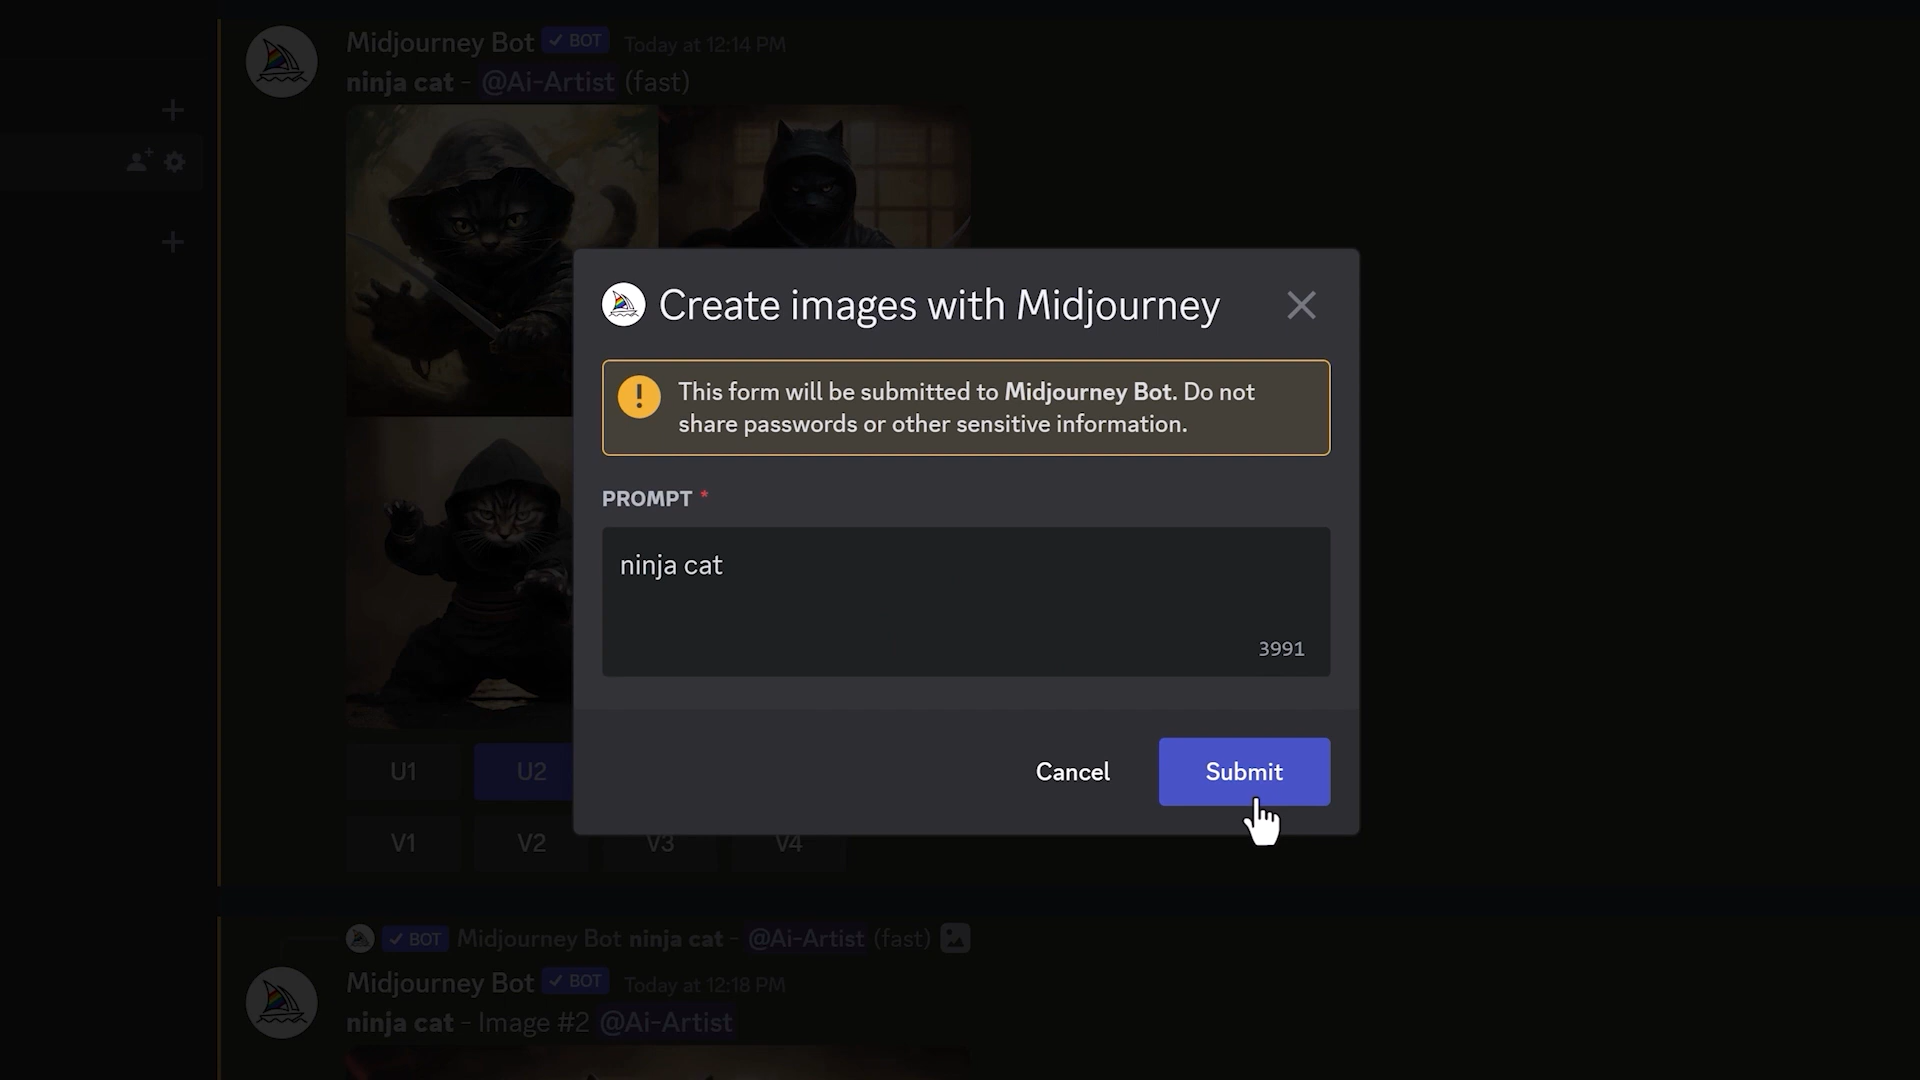 Midjourney Bot ✓ BOT Today at 12:14 PM
ninja cat - @Ai-Artist (fast)
Create images with Midjourney
This form will be submitted to Midjourney Bot. Do not
share passwords or other sensitive information.
PROMPT *
ninja cat
3991
Cancel Submit
U1 U2
V1 V2 V3 V4
✓ BOT Midjourney Bot ninja cat - @Ai-Artist (fast)
Midjourney Bot ✓ BOT Today at 12:18 PM
ninja cat - Image #2 @Ai-Artist